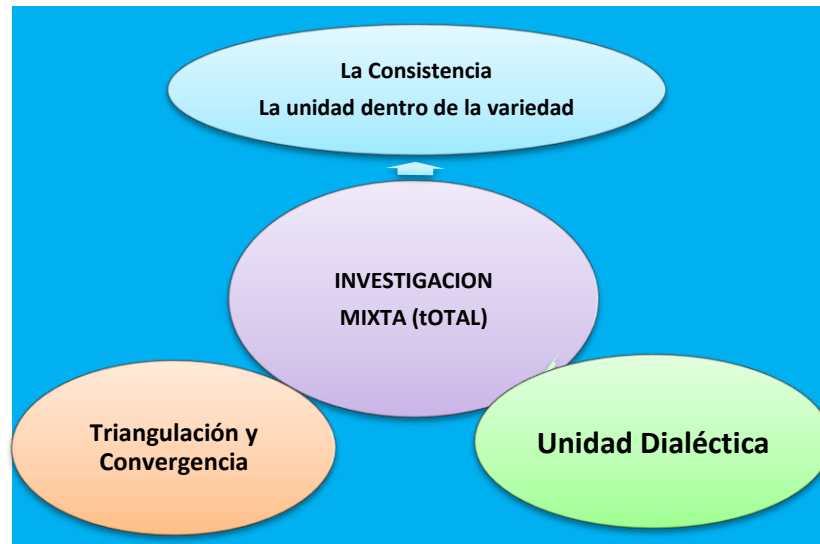 La Consistencia
La unidad dentro de la variedad
INVESTIGACION
MIXTA (tOTAL)
Triangulación y
Convergencia
Unidad Dialéctica